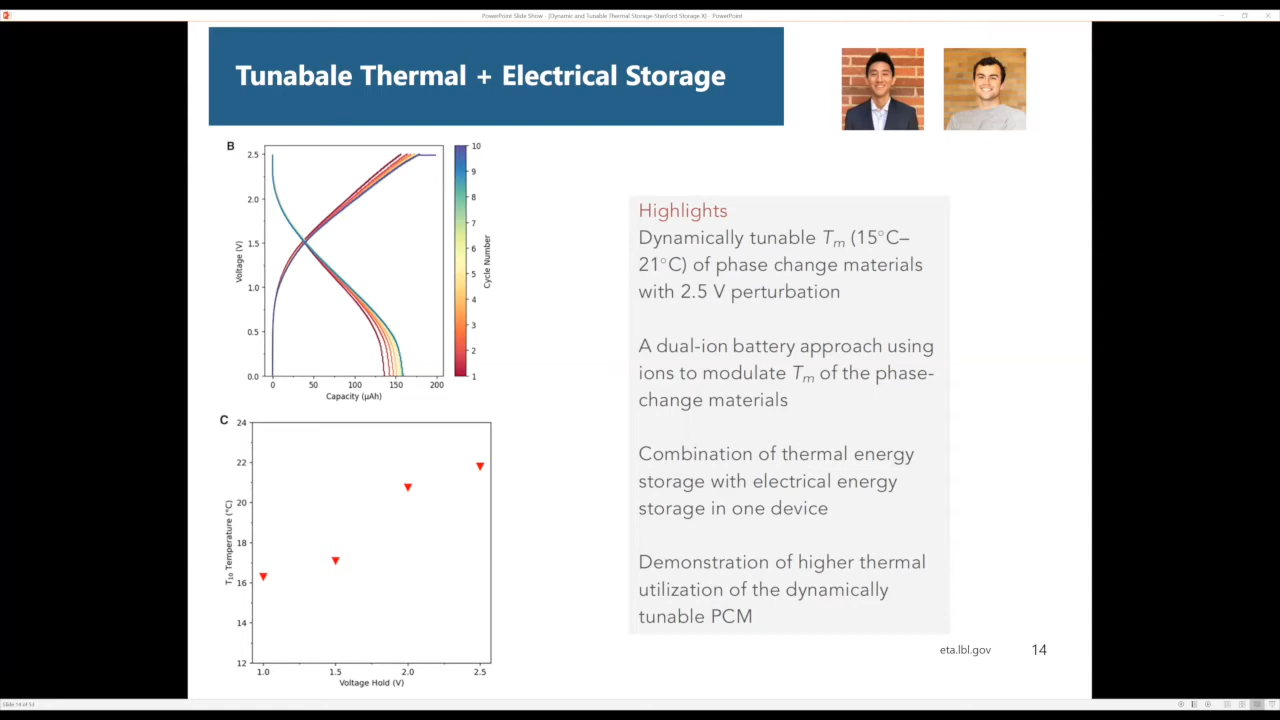 PowerPoint Slide Show - [Dynamic and Tunable Thermal Storage-Stanford Storage X] - PowerPoint
Tunabale Thermal + Electrical Storage
B
2.5
2.0
1.5
1.0
0.5
0.0
Voltage (V)
0 50 100 150 200
Capacity (µAh)
10
9
8
7
6
5
4
3
2
1
Cycle Number
C
24
22
20
18
16
14
12
T10 Temperature (°C)
1.0 1.5 2.0 2.5
Voltage Hold (V)
Highlights
Dynamically tunable Tm (15°C–
21°C) of phase change materials
with 2.5 V perturbation
A dual-ion battery approach using
ions to modulate Tm of the phase-
change materials
Combination of thermal energy
storage with electrical energy
storage in one device
Demonstration of higher thermal
utilization of the dynamically
tunable PCM
eta.lbl.gov 14